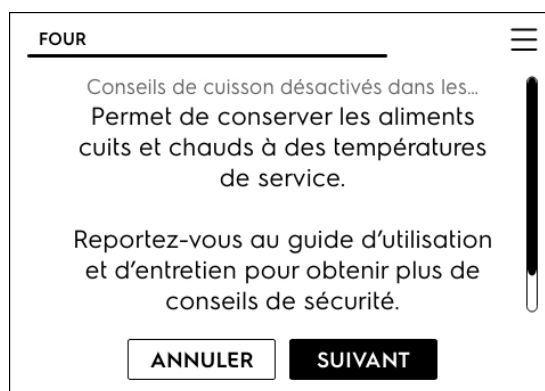 FOUR
Conseils de cuisson désactivés dans les...
Permet de conserver les aliments
cuits et chauds à des températures
de service.
Reportez-vous au guide d'utilisation
et d'entretien pour obtenir plus de
conseils de sécurité.
ANNULER
SUIVANT